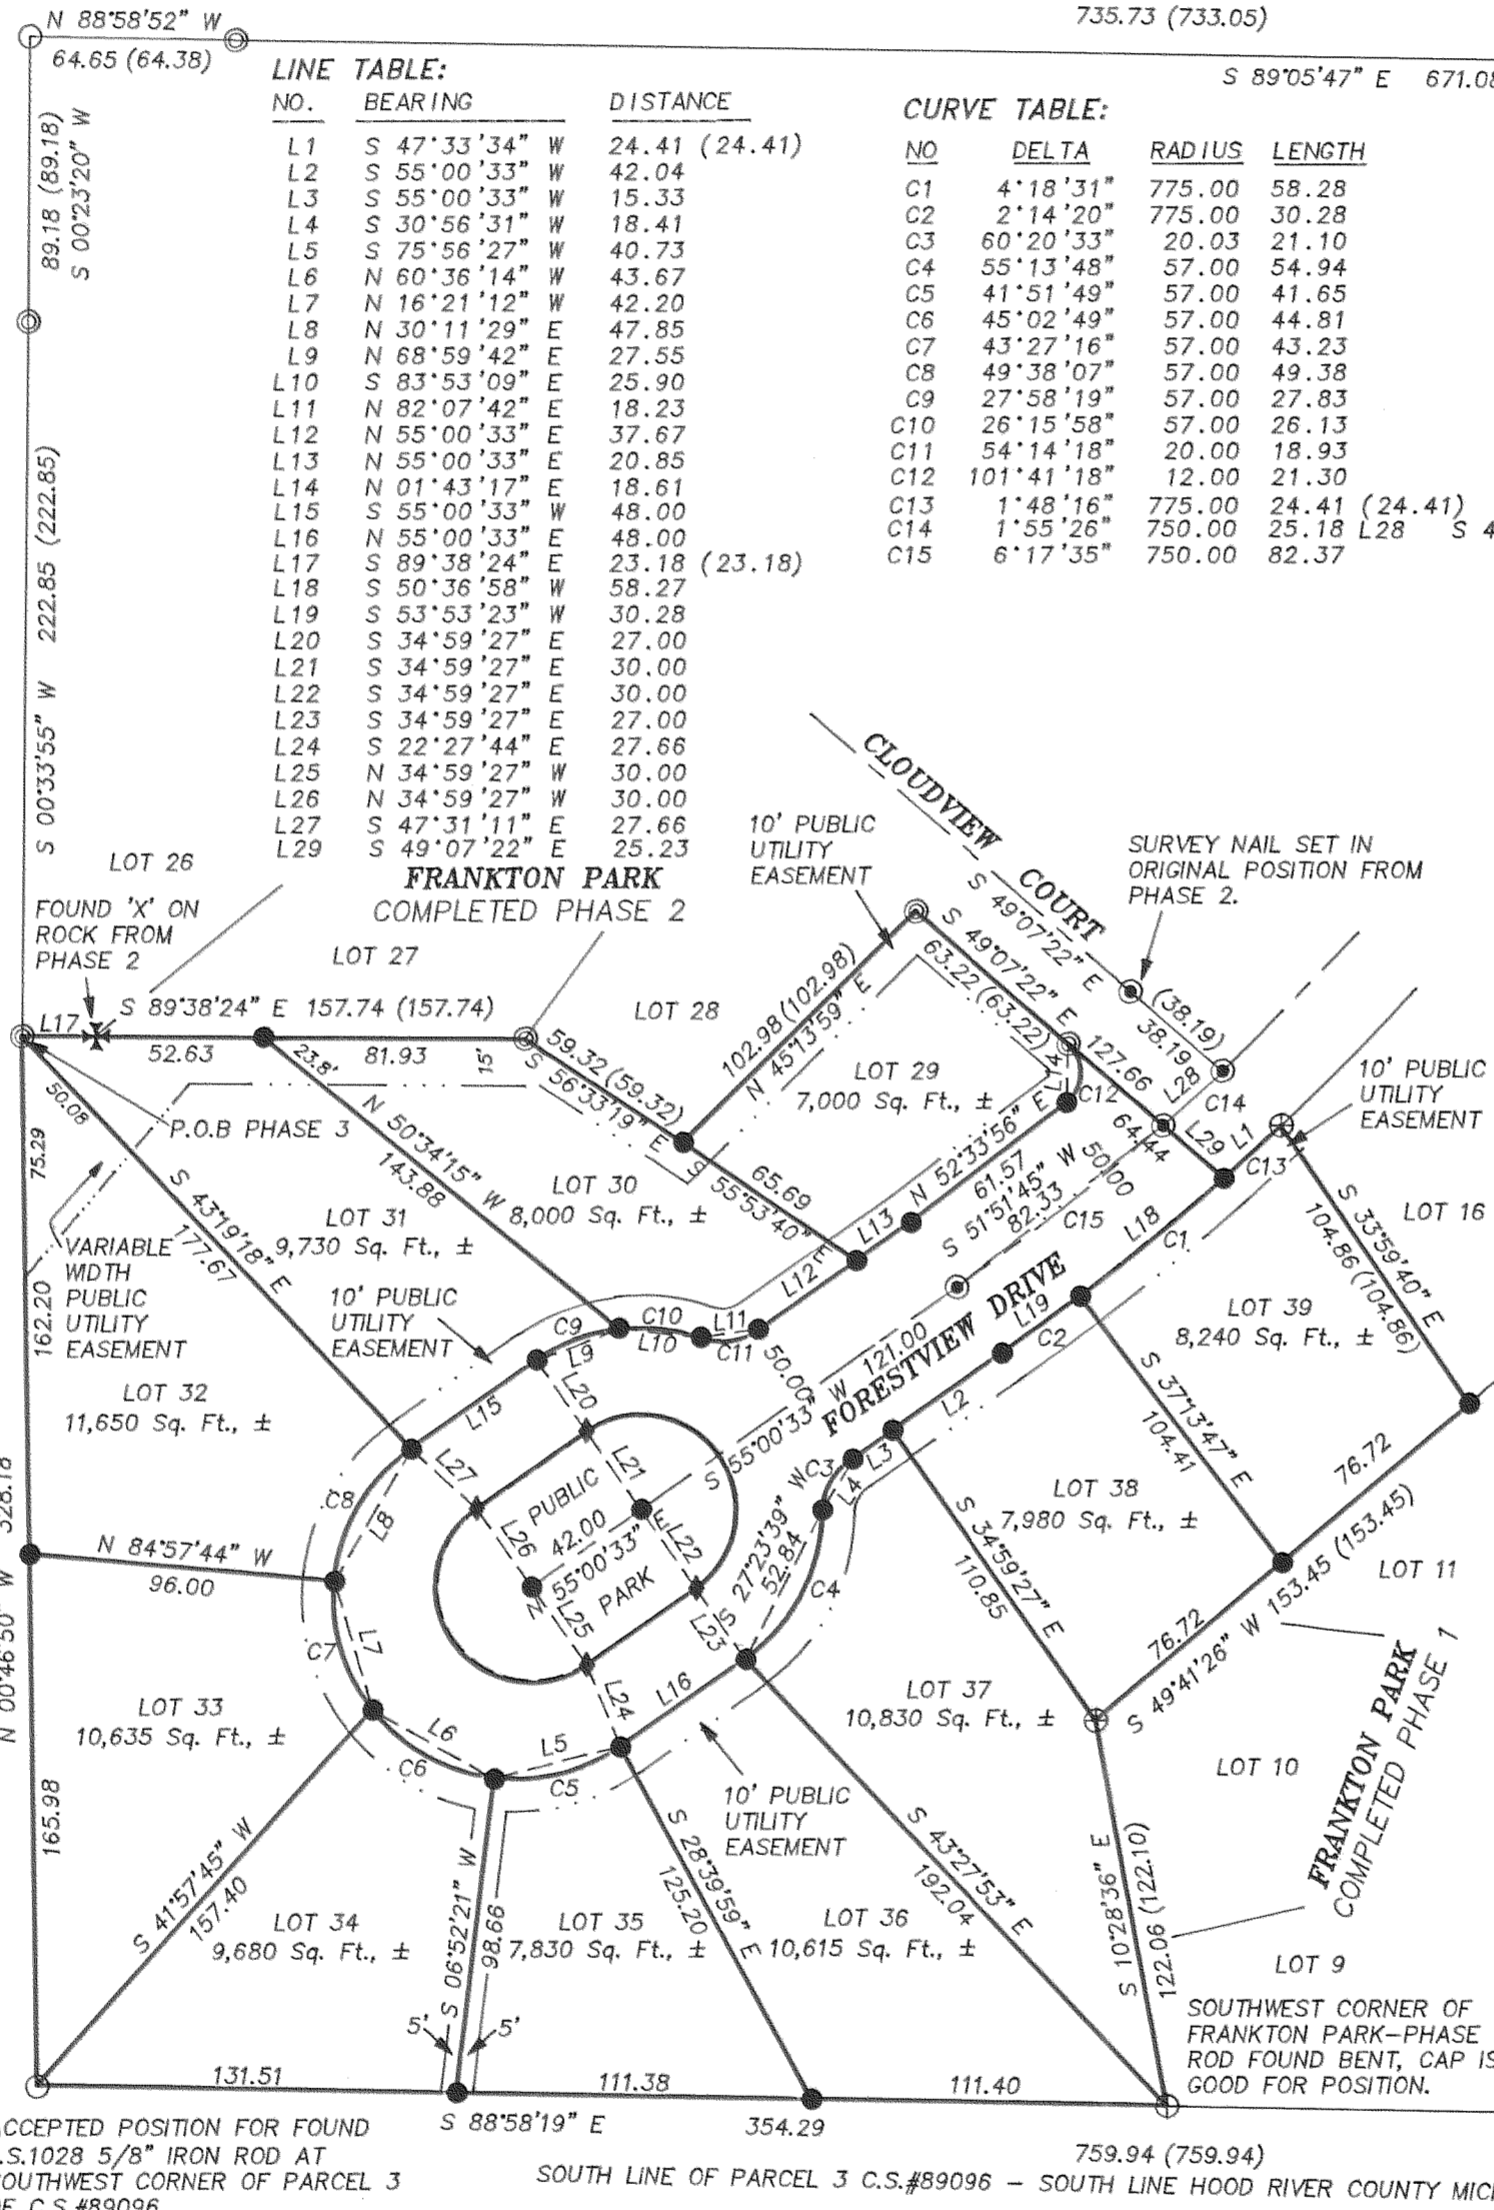 N 88°58'52" W
64.65 (64.38)
735.73 (733.05)
S 89°05'47" E 671.08
89.18 (89.18)
S 00°23'20" W
S 00°33'55" W 222.85 (222.85)
LINE TABLE:
NO. BEARING DISTANCE
L1 S 47°33'34" W 24.41 (24.41)
L2 S 55°00'33" W 42.04
L3 S 55°00'33" W 15.33
L4 S 30°56'31" W 18.41
L5 S 75°56'27" W 40.73
L6 N 60°36'14" W 43.67
L7 N 16°21'12" W 42.20
L8 N 30°11'29" E 47.85
L9 N 68°59'42" E 27.55
L10 S 83°53'09" E 25.90
L11 N 82°07'42" E 18.23
L12 N 55°00'33" E 37.67
L13 N 55°00'33" E 20.85
L14 N 01°43'17" E 18.61
L15 S 55°00'33" W 48.00
L16 N 55°00'33" E 48.00
L17 S 89°38'24" E 23.18 (23.18)
L18 S 50°36'58" W 58.27
L19 S 53°53'23" W 30.28
L20 S 34°59'27" E 27.00
L21 S 34°59'27" E 30.00
L22 S 34°59'27" E 30.00
L23 S 34°59'27" E 27.00
L24 S 22°27'44" E 27.66
L25 N 34°59'27" W 30.00
L26 N 34°59'27" W 30.00
L27 S 47°31'11" E 27.66
L29 S 49°07'22" E 25.23
CURVE TABLE:
NO DELTA RADIUS LENGTH
C1 4°18'31" 775.00 58.28
C2 2°14'20" 775.00 30.28
C3 60°20'33" 20.03 21.10
C4 55°13'48" 57.00 54.94
C5 41°51'49" 57.00 41.65
C6 45°02'49" 57.00 44.81
C7 43°27'16" 57.00 43.23
C8 49°38'07" 57.00 49.38
C9 27°58'19" 57.00 27.83
C10 26°15'58" 57.00 26.13
C11 54°14'18" 20.00 18.93
C12 101°41'18" 12.00 21.30
C13 1°48'16" 775.00 24.41 (24.41)
C14 1°55'26" 750.00 25.18 L28 S 4
C15 6°17'35" 750.00 82.37
LOT 26
FRANKTON PARK
COMPLETED PHASE 2
FOUND 'X' ON
ROCK FROM
PHASE 2
LOT 27
10' PUBLIC
UTILITY
EASEMENT
CLOUDVIEW COURT
S 49°07'22" E
SURVEY NAIL SET IN
ORIGINAL POSITION FROM
PHASE 2.
L17
S 89°38'24" E 157.74 (157.74)
52.63
81.93
15'
23.8'
LOT 28
59.32 (59.32)
S 56°33'19" E
102.98 (102.98)
N 45°13'59" E
S 49°07'22" E
63.22 (63.22)
127.66
(38.19)
38.19
L28
C14
LOT 29
7,000 Sq. Ft., ±
L14
C12
64.44
L29
L1
C13
10' PUBLIC
UTILITY
EASEMENT
50.08
75.29
P.O.B PHASE 3
N 50°34'15" W
143.88
S 43°19'18" E
177.67
LOT 30
8,000 Sq. Ft., ±
S 55°53'40" E
65.69
N 52°33'56" E
61.57
S 51°51'45" W
82.33
50.00
C15
L18
C1
L13
L12
LOT 31
9,730 Sq. Ft., ±
VARIABLE
WIDTH
PUBLIC
UTILITY
EASEMENT
162.20
10' PUBLIC
UTILITY
EASEMENT
S 33°59'40" E
104.86 (104.86)
LOT 16
LOT 39
8,240 Sq. Ft., ±
C9
L9
C10
L10
L11
C11
50.00
FORESTVIEW DRIVE
S 55°00'33" W 121.00
L19
C2
L2
L3
C3
L4
LOT 32
11,650 Sq. Ft., ±
L15
L20
L27
L21
PUBLIC
PARK
42.00
N 55°00'33" E
L26
L22
L25
L23
L24
C8
L8
N 00°46'50" W 328.18
N 84°57'44" W
96.00
C7
L7
S 27°23'39" W
52.84
C4
S 37°13'47" E
104.41
LOT 38
7,980 Sq. Ft., ±
S 34°59'27" E
110.85
76.72
76.72
S 49°41'26" W 153.45 (153.45)
LOT 11
FRANKTON PARK
COMPLETED PHASE 1
LOT 33
10,635 Sq. Ft., ±
L6
C6
L5
C5
L16
LOT 37
10,830 Sq. Ft., ±
LOT 10
10' PUBLIC
UTILITY
EASEMENT
165.98
S 41°57'45" W
157.40
LOT 34
9,680 Sq. Ft., ±
S 06°52'21" W
98.66
5'
5'
LOT 35
7,830 Sq. Ft., ±
S 28°39'59" E
125.20
LOT 36
10,615 Sq. Ft., ±
S 43°27'53" E
192.04
S 10°28'36" E
122.06 (122.10)
LOT 9
SOUTHWEST CORNER OF
FRANKTON PARK-PHASE
ROD FOUND BENT, CAP IS
GOOD FOR POSITION.
131.51
111.38
111.40
S 88°58'19" E
354.29
759.94 (759.94)
CCEPTED POSITION FOR FOUND
.S.1028 5/8" IRON ROD AT
OUTHWEST CORNER OF PARCEL 3
C.S.#89096
SOUTH LINE OF PARCEL 3 C.S.#89096 - SOUTH LINE HOOD RIVER COUNTY MICR